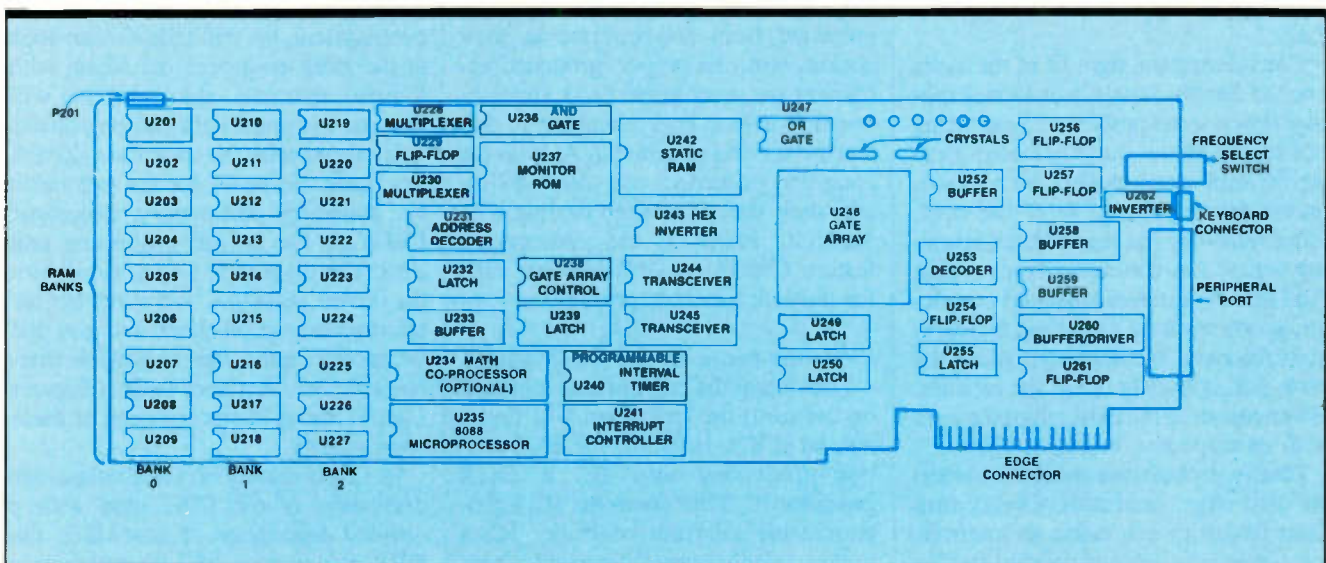 P201
RAM
BANKS
U201
U202
U203
U204
U205
U206
U207
U208
U209
BANK
0
U210
U211
U212
U213
U214
U215
U216
U217
U218
BANK
1
U219
U220
U221
U222
U223
U224
U225
U226
U227
BANK
2
U228
MULTIPLEXER
U229
FLIP-FLOP
U230
MULTIPLEXER
U231
ADDRESS
DECODER
U232
LATCH
U233
BUFFER
U234 MATH
CO-PROCESSOR
(OPTIONAL)
U235
8088
MICROPROCESSOR
U236 AND
GATE
U237
MONITOR
ROM
U238
GATE ARRAY
CONTROL
U239
LATCH
PROGRAMMABLE
INTERVAL
U240
TIMER
U241
INTERRUPT
CONTROLLER
U242
STATIC
RAM
U243 HEX
INVERTER
U244
TRANSCEIVER
U245
TRANSCEIVER
U247
OR
GATE
CRYSTALS
U246
GATE
ARRAY
U249
LATCH
U250
LATCH
U252
BUFFER
U253
DECODER
U254
FLIP-FLOP
U255
LATCH
U256
FLIP-FLOP
U257
FLIP-FLOP
U262
INVERTER
U258
BUFFER
U259
BUFFER
U260
BUFFER/DRIVER
U261
FLIP-FLOP
FREQUENCY
SELECT
SWITCH
KEYBOARD
CONNECTOR
PERIPHERAL
PORT
EDGE
CONNECTOR